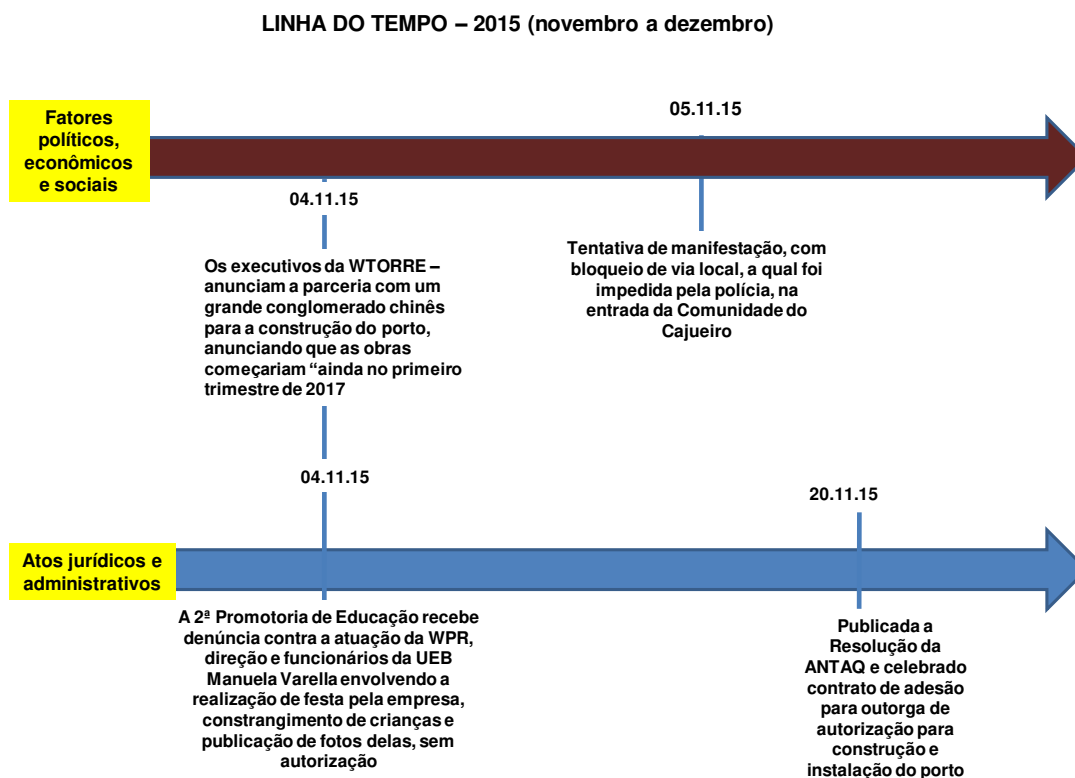 LINHA DO TEMPO – 2015 (novembro a dezembro)
Fatores
políticos,
econômicos
e sociais
05.11.15
04.11.15
Os executivos da WTORRE –
anunciam a parceria com um
grande conglomerado chinês
para a construção do porto,
anunciando que as obras
começariam “ainda no primeiro
trimestre de 2017
Tentativa de manifestação, com
bloqueio de via local, a qual foi
impedida pela polícia, na
entrada da Comunidade do
Cajueiro
04.11.15
20.11.15
Atos jurídicos e
administrativos
A 2ª Promotoria de Educação recebe
denúncia contra a atuação da WPR,
direção e funcionários da UEB
Manuela Varella envolvendo a
realização de festa pela empresa,
constrangimento de crianças e
publicação de fotos delas, sem
autorização
Publicada a
Resolução da
ANTAQ e celebrado
contrato de adesão
para outorga de
autorização para
construção e
instalação do porto